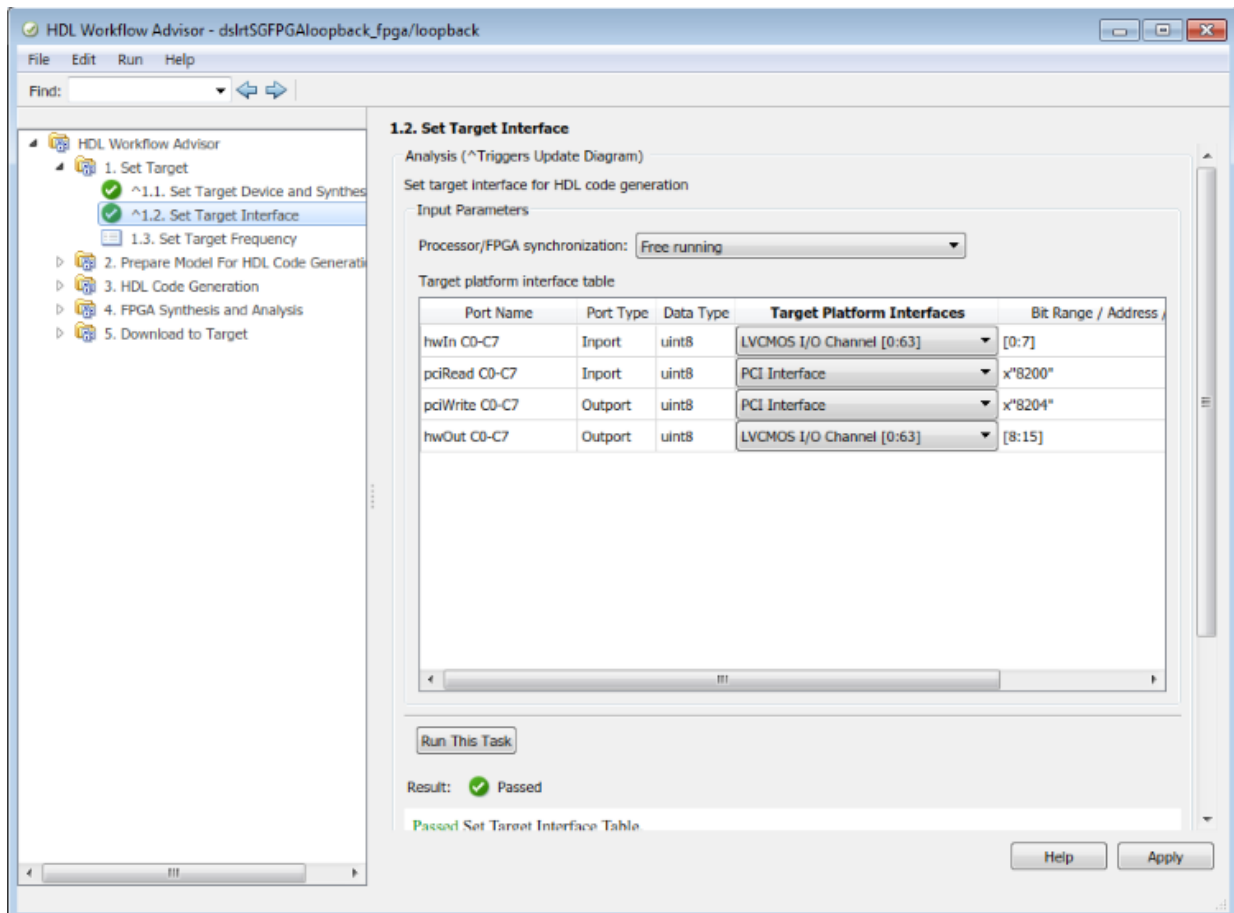 HDL Workflow Advisor - dslrtSGFPGAloopback_fpga/loopback
File Edit Run Help
Find:
HDL Workflow Advisor
1. Set Target
^1.1. Set Target Device and Synthes
^1.2. Set Target Interface
1.3. Set Target Frequency
2. Prepare Model For HDL Code Generati
3. HDL Code Generation
4. FPGA Synthesis and Analysis
5. Download to Target
1.2. Set Target Interface
Analysis (^Triggers Update Diagram)
Set target interface for HDL code generation
Input Parameters
Processor/FPGA synchronization: Free running
Target platform interface table
Port Name Port Type Data Type Target Platform Interfaces Bit Range / Address /
hwIn C0-C7 Inport uint8 LVCMOS I/O Channel [0:63] [0:7]
pciRead C0-C7 Inport uint8 PCI Interface x"8200"
pciWrite C0-C7 Outport uint8 PCI Interface x"8204"
hwOut C0-C7 Outport uint8 LVCMOS I/O Channel [0:63] [8:15]
Run This Task
Result: Passed
Passed Set Target Interface Table.
Help Apply